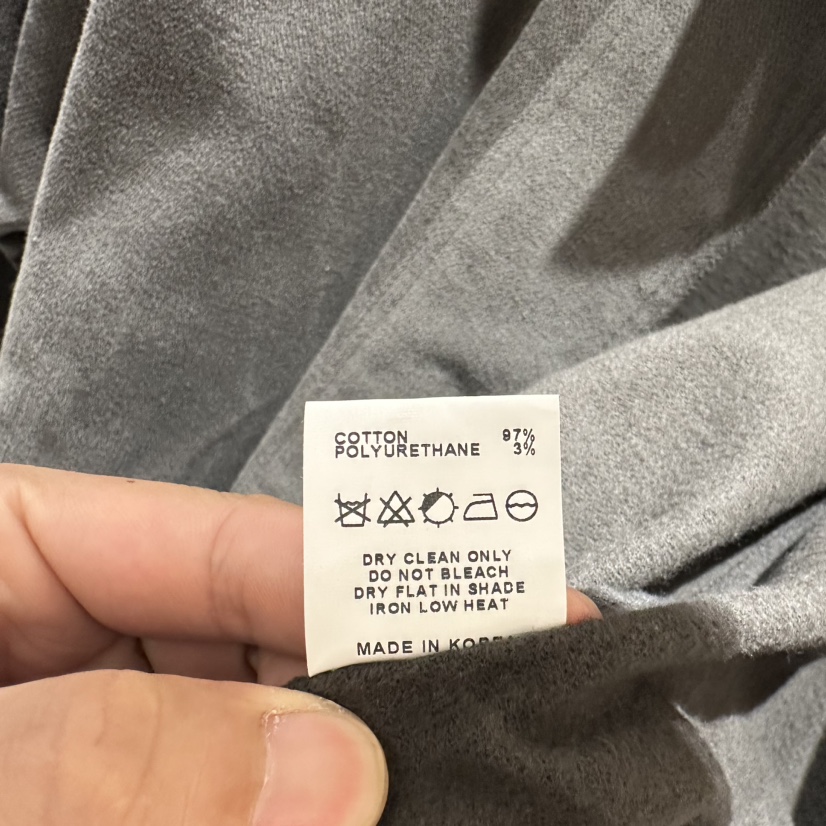 COTTON 97%
POLYURETHANE 3%
DRY CLEAN ONLY
DO NOT BLEACH
DRY FLAT IN SHADE
IRON LOW HEAT
MADE IN